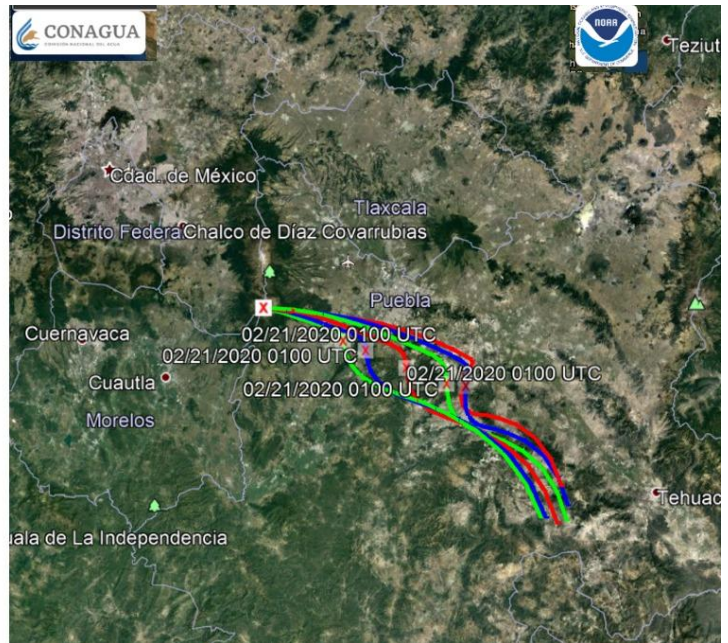 CONAGUA
COMISIÓN NACIONAL DEL AGUA
NOAA
Teziut
Cdad. de México
Tlaxcala
Distrito Federal
Chalco de Díaz Covarrubias
X
Puebla
02/21/2020 0100 UTC
Cuernavaca
02/21/2020 0100 UTC
02/21/2020 0100 UTC
Cuautla
02/21/2020 0100 UTC
Morelos
Tehuac
uala de La Independencia